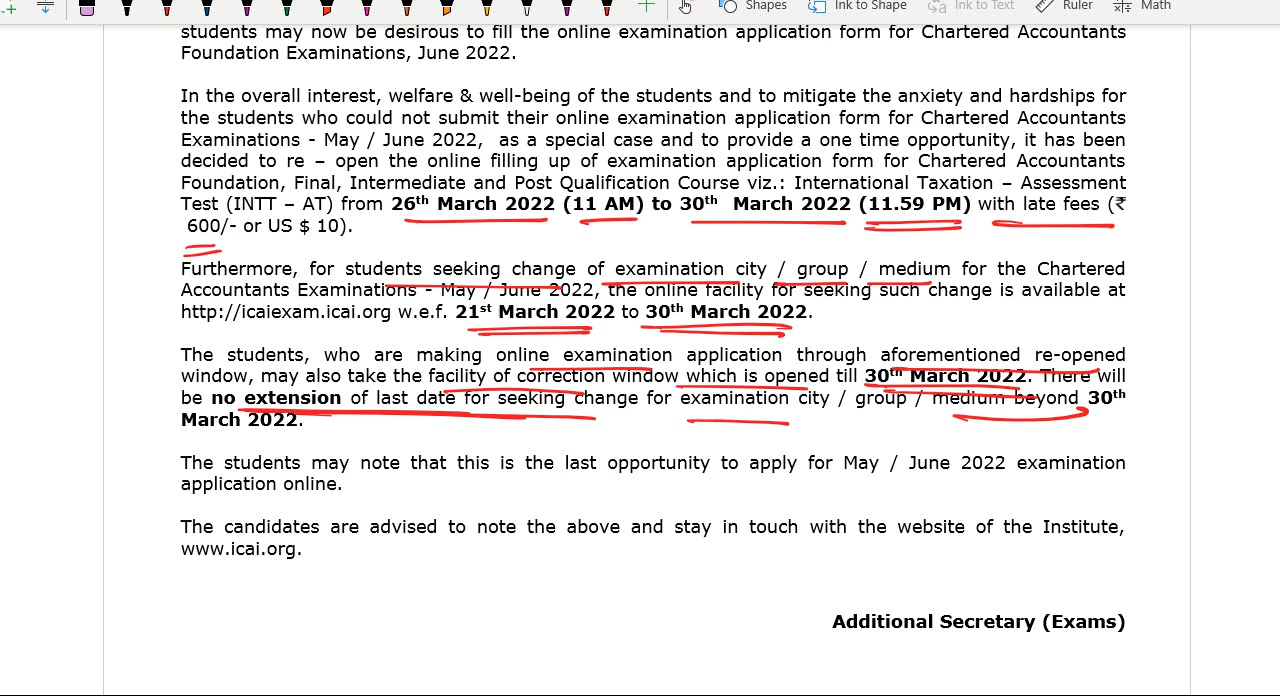 Shapes Ink to Shape Ink to Text Ruler Math
students may now be desirous to fill the online examination application form for Chartered Accountants
Foundation Examinations, June 2022.
In the overall interest, welfare & well-being of the students and to mitigate the anxiety and hardships for
the students who could not submit their online examination application form for Chartered Accountants
Examinations - May / June 2022, as a special case and to provide a one time opportunity, it has been
decided to re – open the online filling up of examination application form for Chartered Accountants
Foundation, Final, Intermediate and Post Qualification Course viz.: International Taxation – Assessment
Test (INTT – AT) from 26th March 2022 (11 AM) to 30th March 2022 (11.59 PM) with late fees (₹
600/- or US $ 10).
Furthermore, for students seeking change of examination city / group / medium for the Chartered
Accountants Examinations - May / June 2022, the online facility for seeking such change is available at
http://icaiexam.icai.org w.e.f. 21st March 2022 to 30th March 2022.
The students, who are making online examination application through aforementioned re-opened
window, may also take the facility of correction window which is opened till 30th March 2022. There will
be no extension of last date for seeking change for examination city / group / medium beyond 30th
March 2022.
The students may note that this is the last opportunity to apply for May / June 2022 examination
application online.
The candidates are advised to note the above and stay in touch with the website of the Institute,
www.icai.org.
Additional Secretary (Exams)